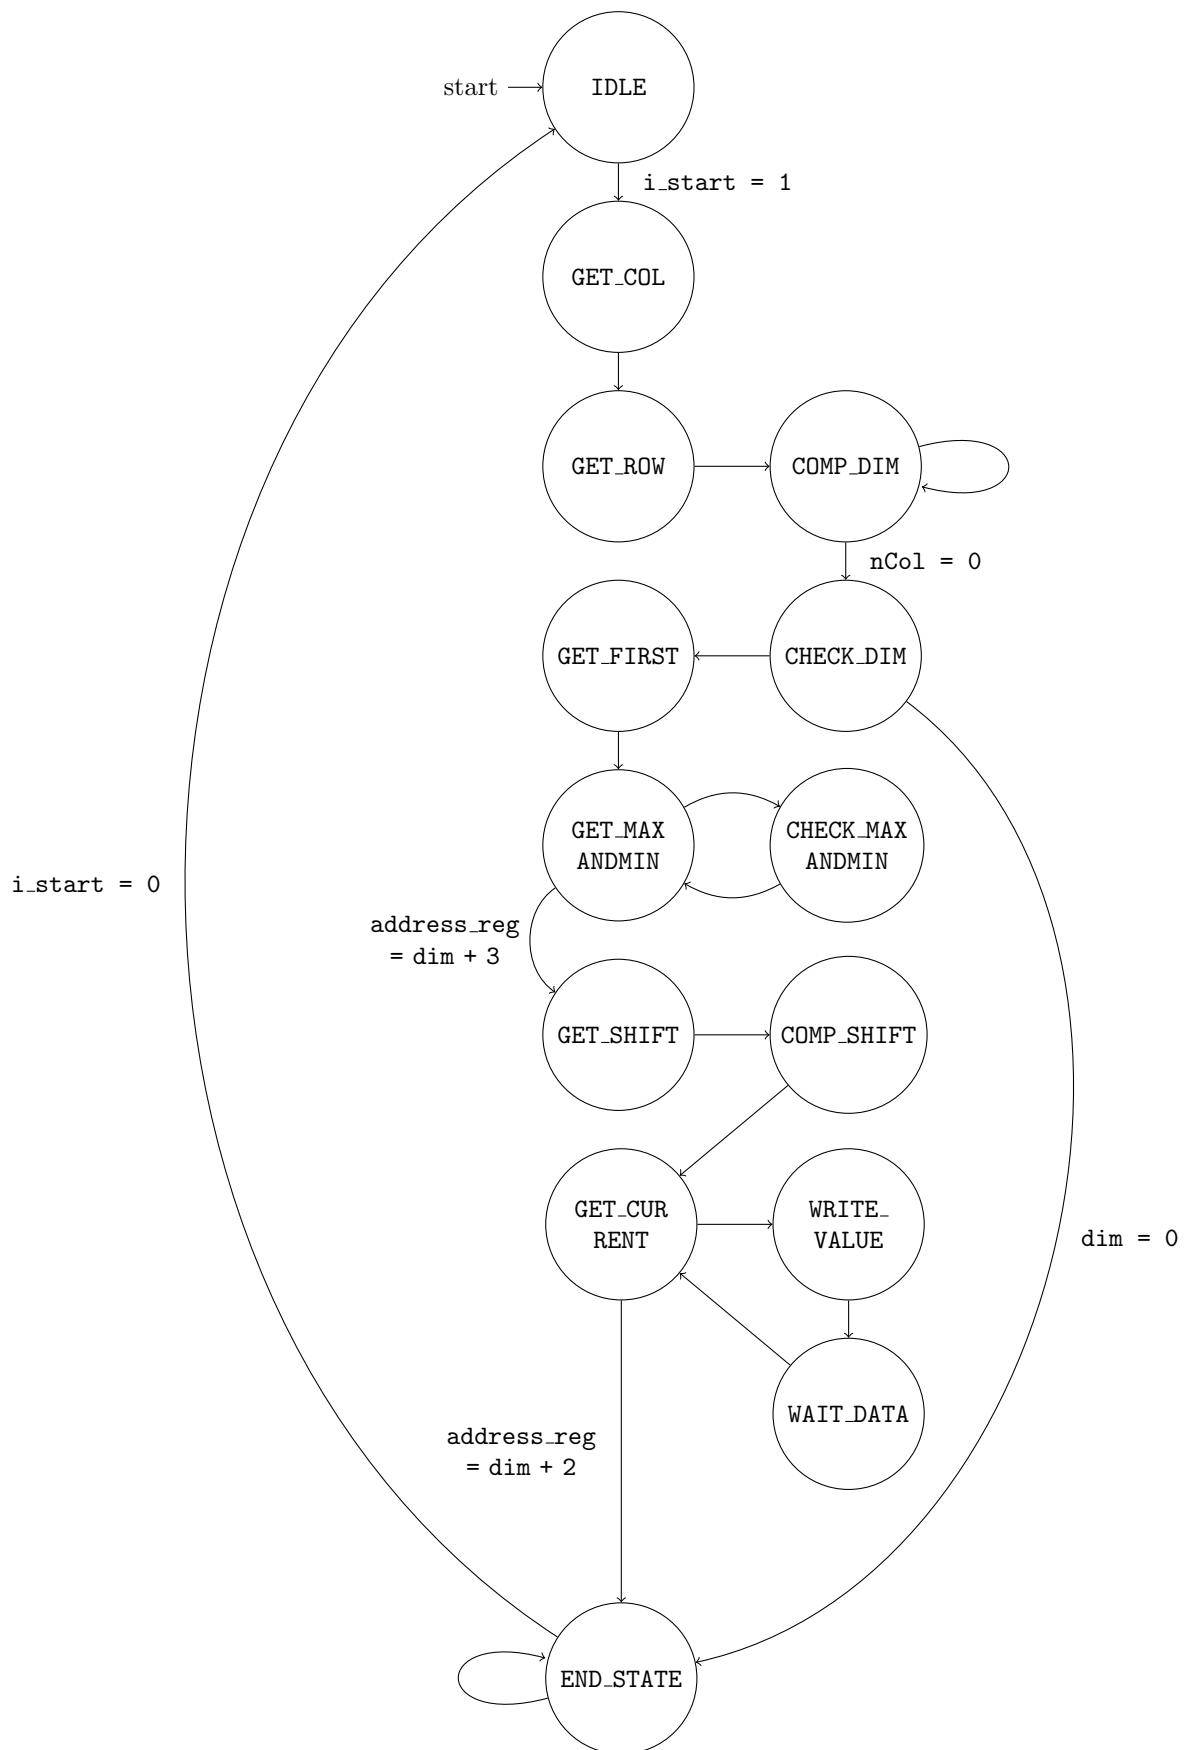 start
IDLE
i_start = 1
GET_COL
GET_ROW
COMP_DIM
nCol = 0
GET_FIRST
CHECK_DIM
GET_MAX
ANDMIN
CHECK_MAX
ANDMIN
i_start = 0
address_reg
= dim + 3
GET_SHIFT
COMP_SHIFT
GET_CUR
RENT
WRITE_
VALUE
dim = 0
WAIT_DATA
address_reg
= dim + 2
END_STATE